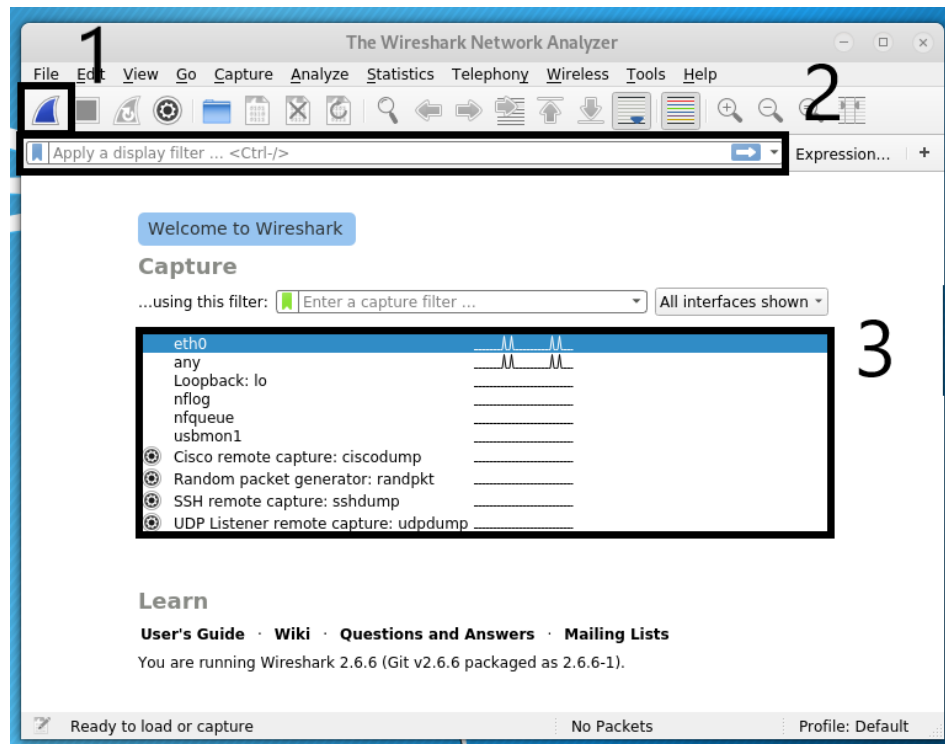 1
The Wireshark Network Analyzer
File Edit View Go Capture Analyze Statistics Telephony Wireless Tools Help
2
Apply a display filter ... <Ctrl-/> Expression... +
Welcome to Wireshark
Capture
...using this filter: Enter a capture filter ... All interfaces shown
3
eth0
any
Loopback: lo
nflog
nfqueue
usbmon1
Cisco remote capture: ciscodump
Random packet generator: randpkt
SSH remote capture: sshdump
UDP Listener remote capture: udpdump
Learn
User's Guide · Wiki · Questions and Answers · Mailing Lists
You are running Wireshark 2.6.6 (Git v2.6.6 packaged as 2.6.6-1).
Ready to load or capture No Packets Profile: Default